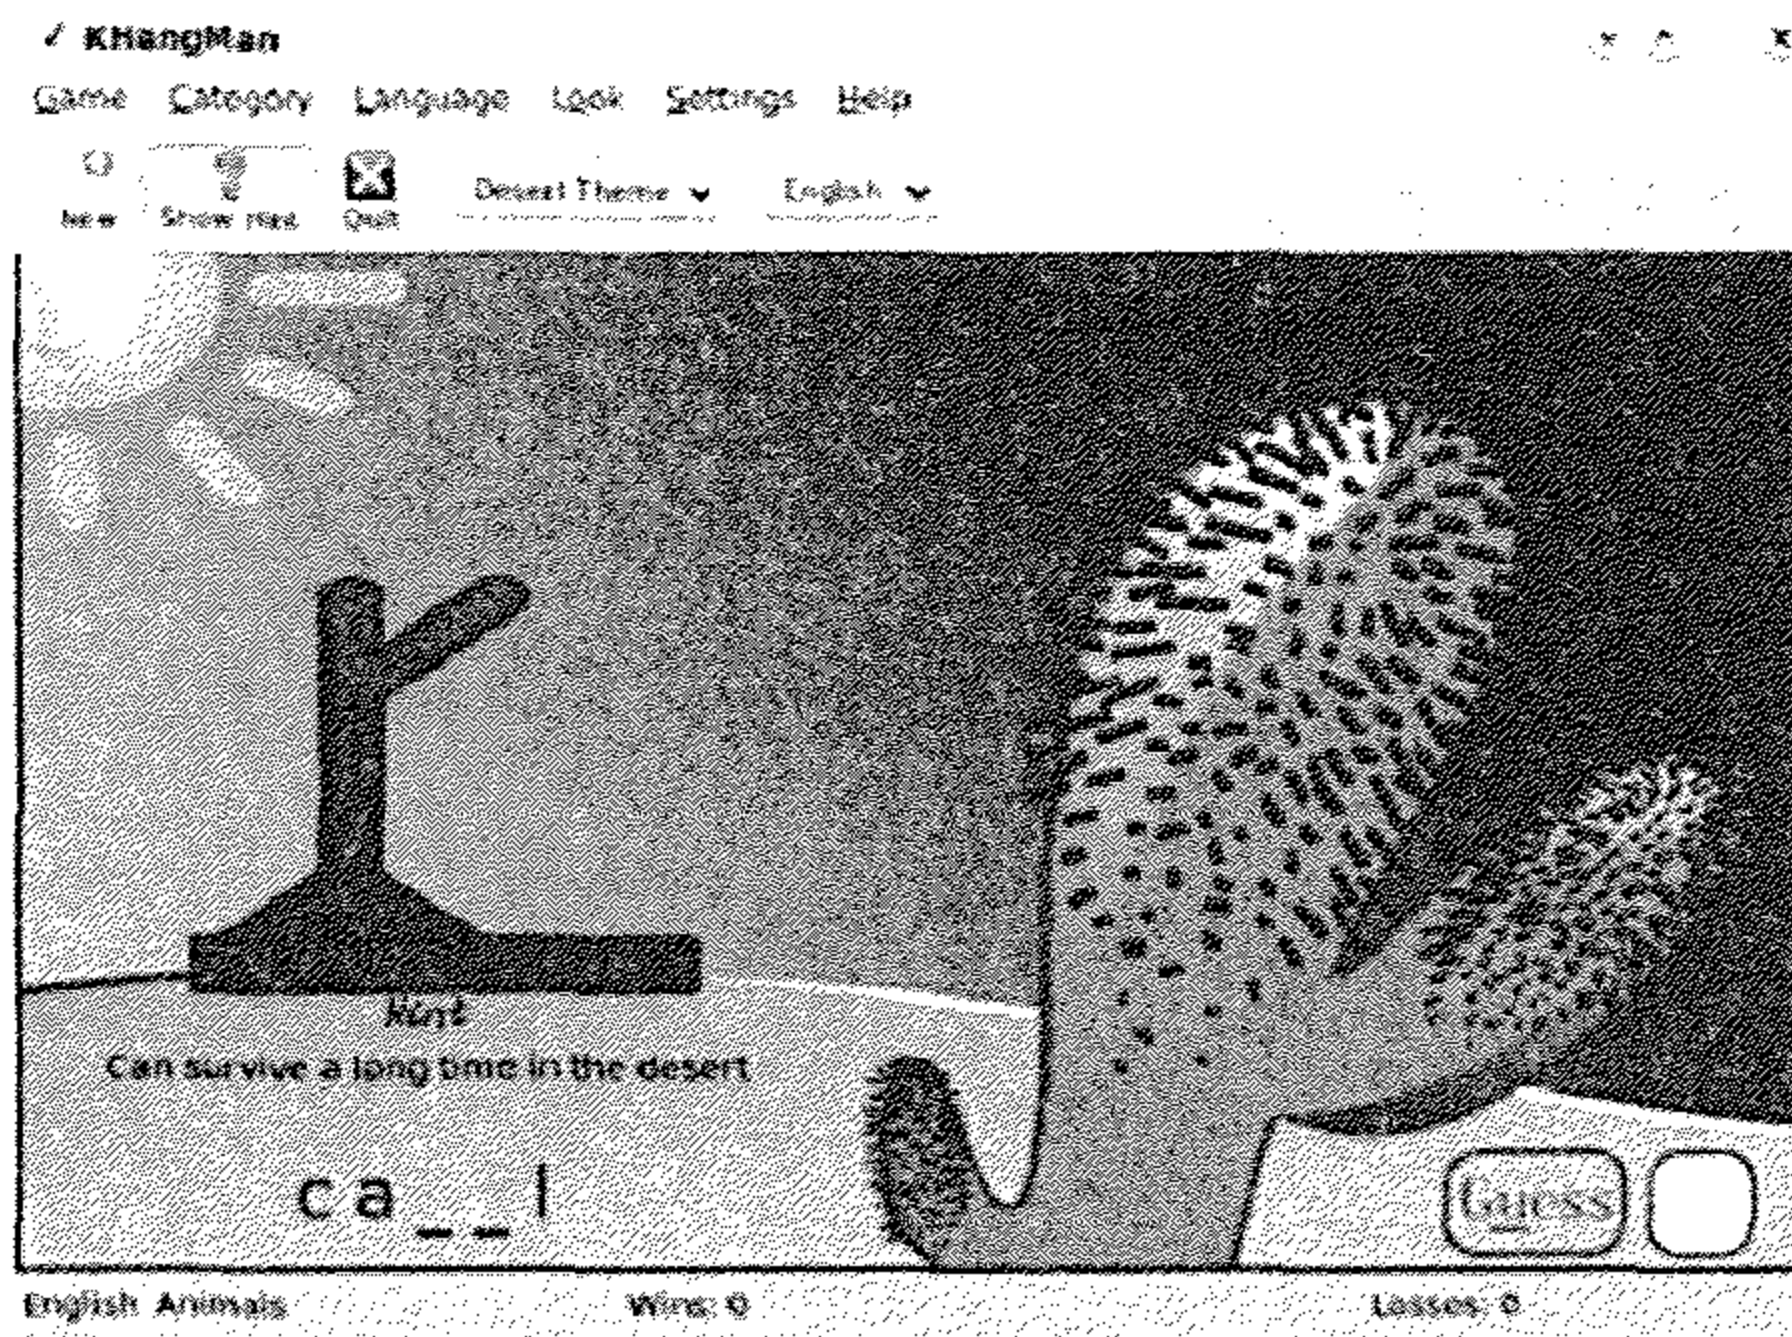 KHangMan
Game Category Language Look Settings Help
New Show Hint Quit Desert Theme English
Hint
Can survive a long time in the desert
c a _ _ l
Guess
English Animals Wins: 0 Losses: 0